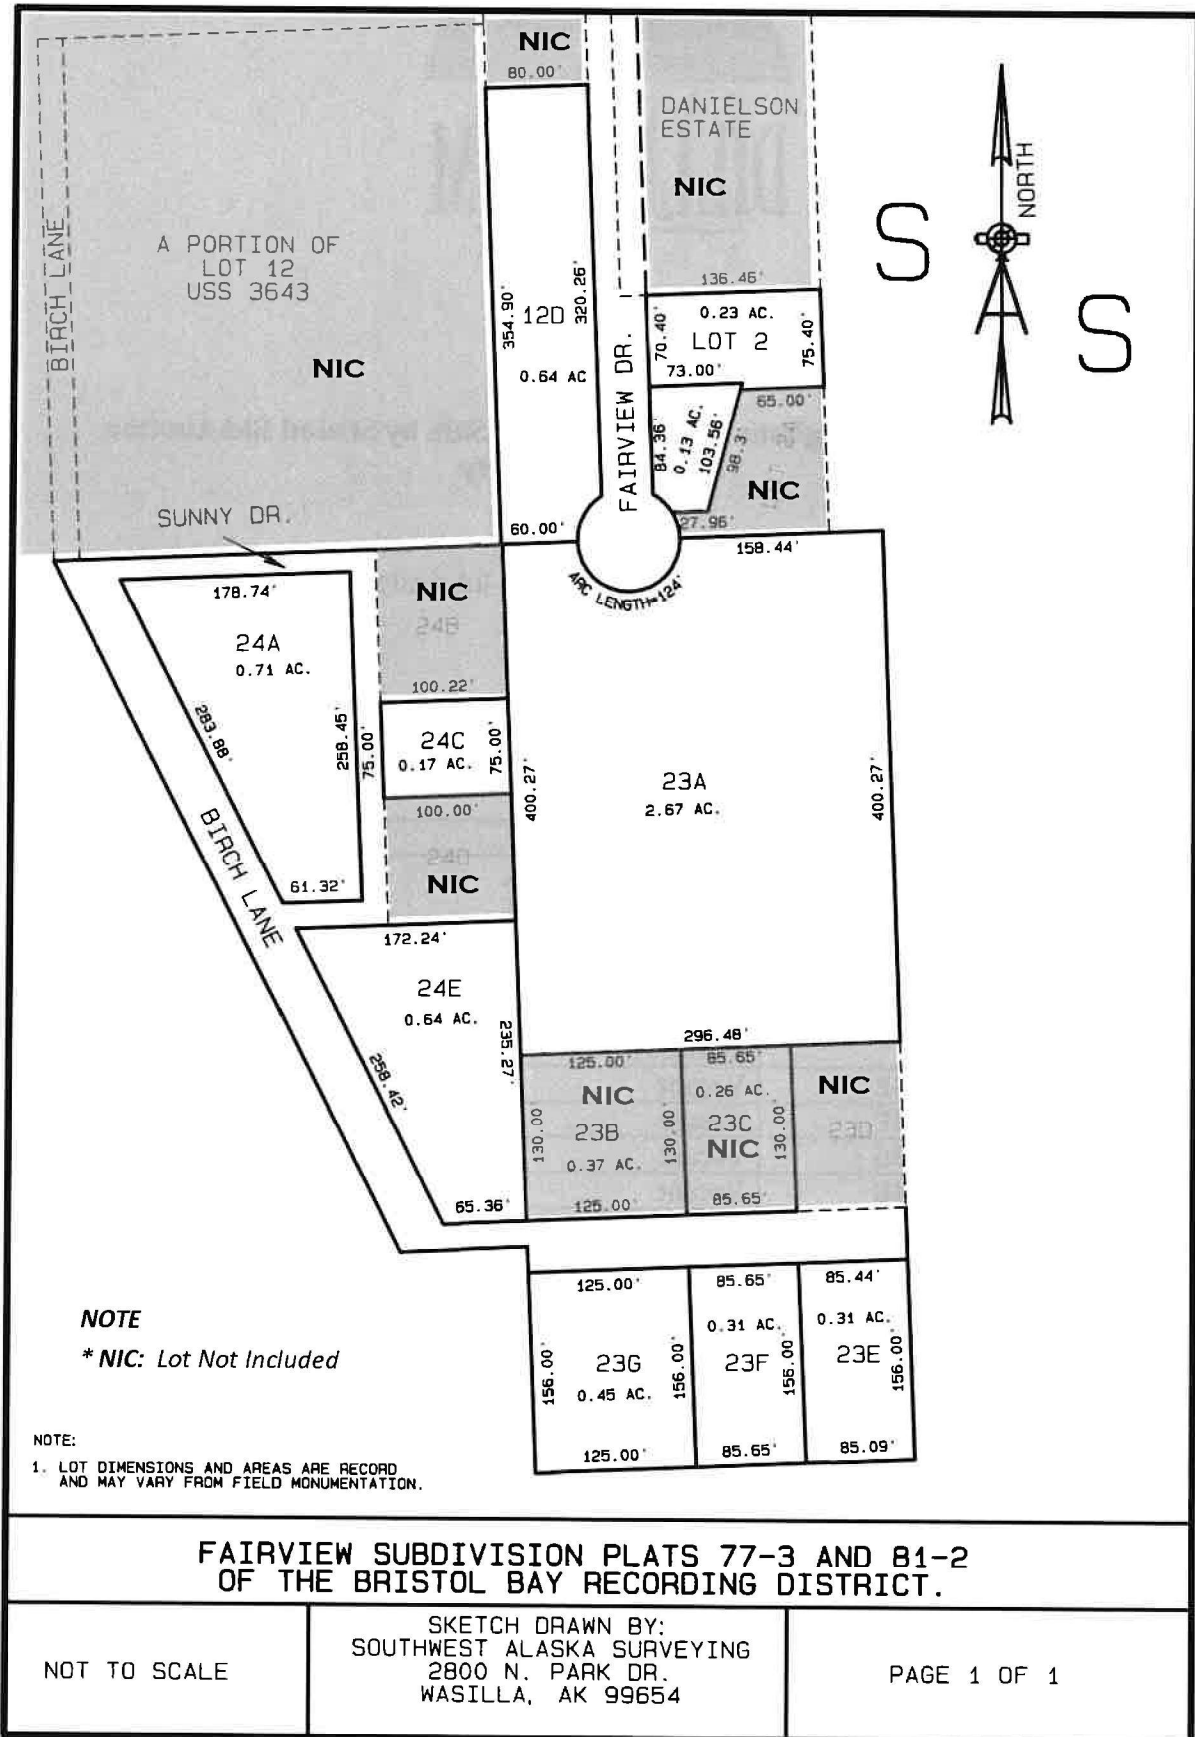 NIC
80.00'
DANIELSON
ESTATE
NIC
NORTH
S
S
BIRCH LANE
A PORTION OF
LOT 12
USS 3643
NIC
354.90'
12D
320.26'
0.64 AC
60.00'
FAIRVIEW DR.
136.46'
0.23 AC.
LOT 2
70.40'
75.40'
73.00'
65.00'
84.36'
0.13 AC.
103.56'
NIC
27.96'
158.44'
ARC LENGTH=124'
SUNNY DR.
178.74'
24A
0.71 AC.
283.88'
258.45'
61.32'
BIRCH LANE
NIC
24B
100.22'
75.00'
24C
0.17 AC.
75.00'
100.00'
24D
NIC
400.27'
23A
2.67 AC.
400.27'
296.48'
172.24'
24E
0.64 AC.
235.27'
258.42'
65.36'
125.00'
NIC
130.00'
23B
0.37 AC.
130.00'
125.00'
85.65'
0.26 AC.
23C
NIC
130.00'
85.65'
NIC
23D
125.00'
156.00'
23G
0.45 AC.
156.00'
125.00'
85.65'
0.31 AC.
23F
156.00'
85.65'
85.44'
0.31 AC.
23E
156.00'
85.09'
NOTE
* NIC: Lot Not Included
NOTE:
1. LOT DIMENSIONS AND AREAS ARE RECORD
AND MAY VARY FROM FIELD MONUMENTATION.
FAIRVIEW SUBDIVISION PLATS 77-3 AND 81-2
OF THE BRISTOL BAY RECORDING DISTRICT.
NOT TO SCALE
SKETCH DRAWN BY:
SOUTHWEST ALASKA SURVEYING
2800 N. PARK DR.
WASILLA, AK 99654
PAGE 1 OF 1